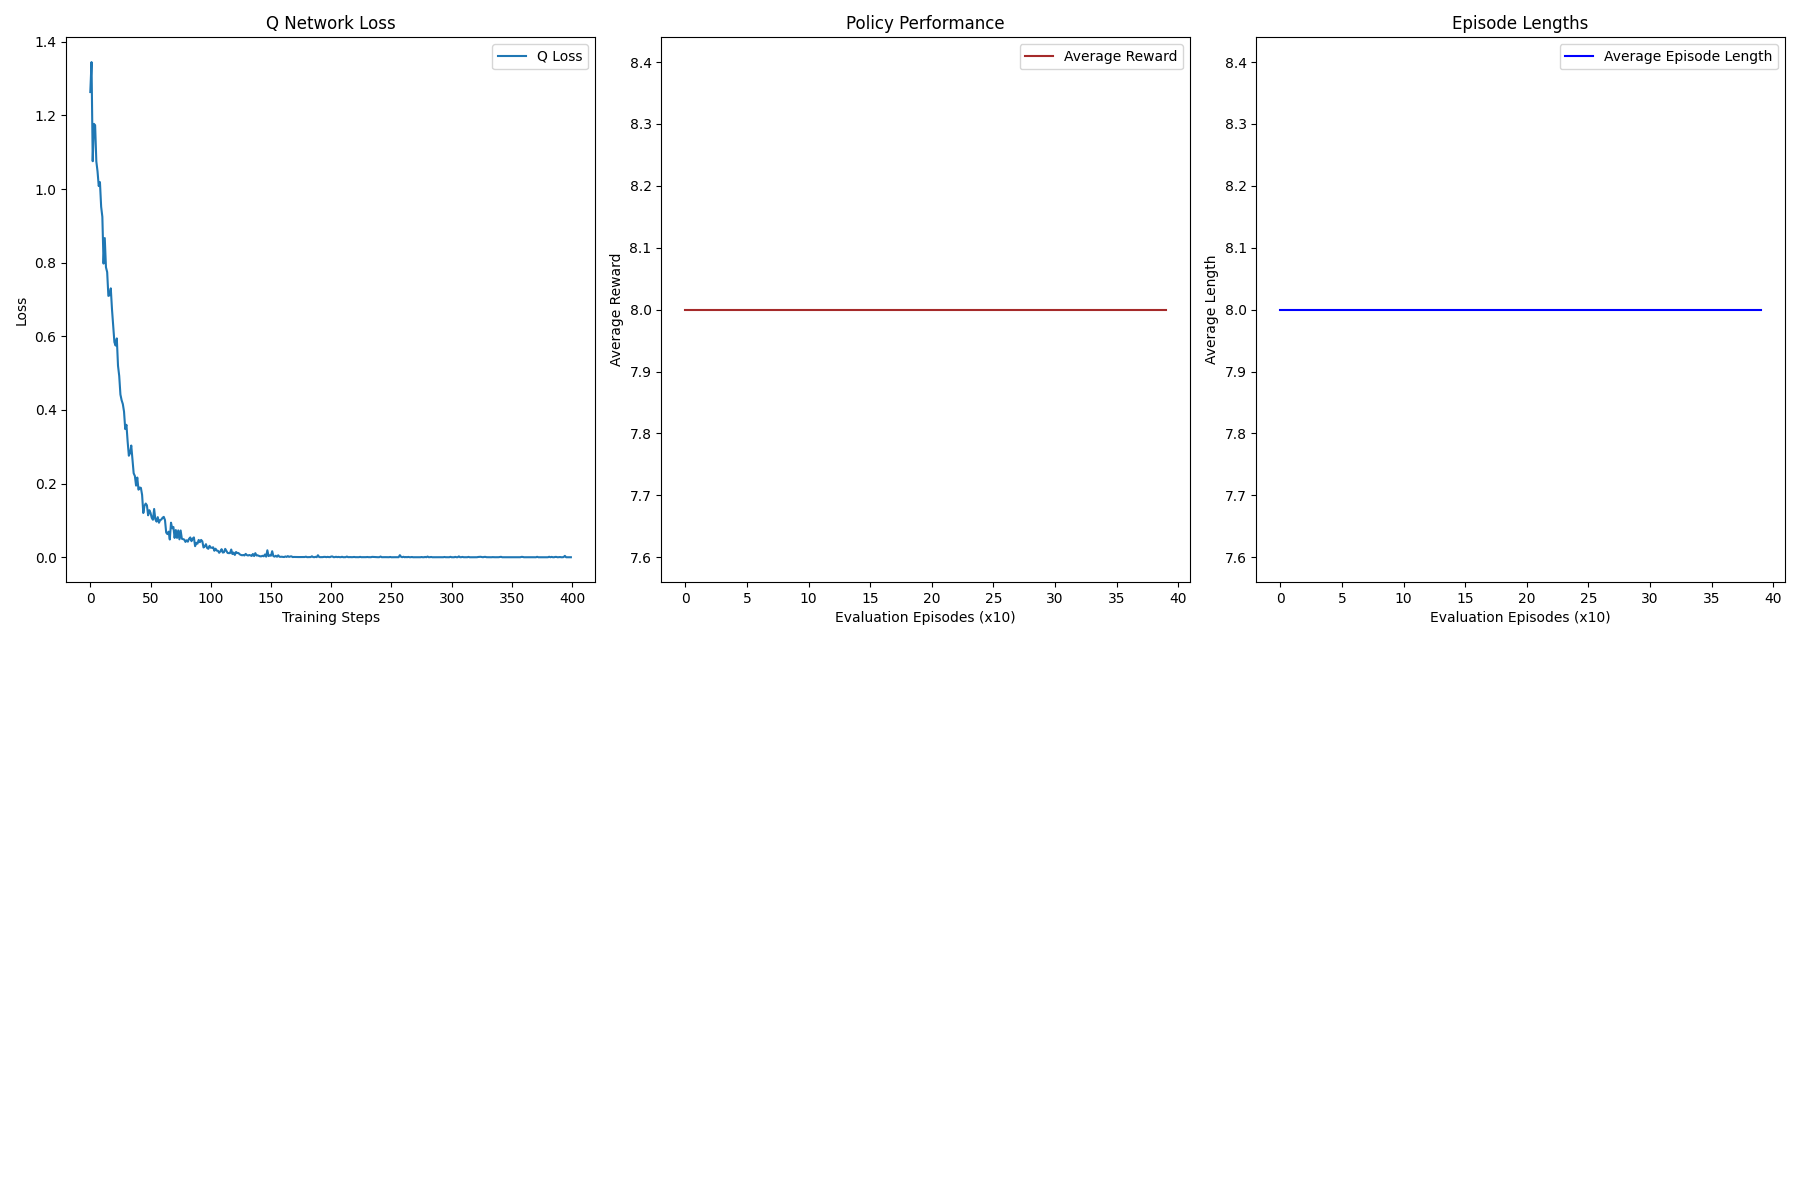 Q Network Loss
Q Loss
1.4
1.2
1.0
0.8
0.6
0.4
0.2
0.0
Loss
0 50 100 150 200 250 300 350 400
Training Steps
Policy Performance
Average Reward
8.4
8.3
8.2
8.1
8.0
7.9
7.8
7.7
7.6
Average Reward
0 5 10 15 20 25 30 35 40
Evaluation Episodes (x10)
Episode Lengths
Average Episode Length
8.4
8.3
8.2
8.1
8.0
7.9
7.8
7.7
7.6
Average Length
0 5 10 15 20 25 30 35 40
Evaluation Episodes (x10)